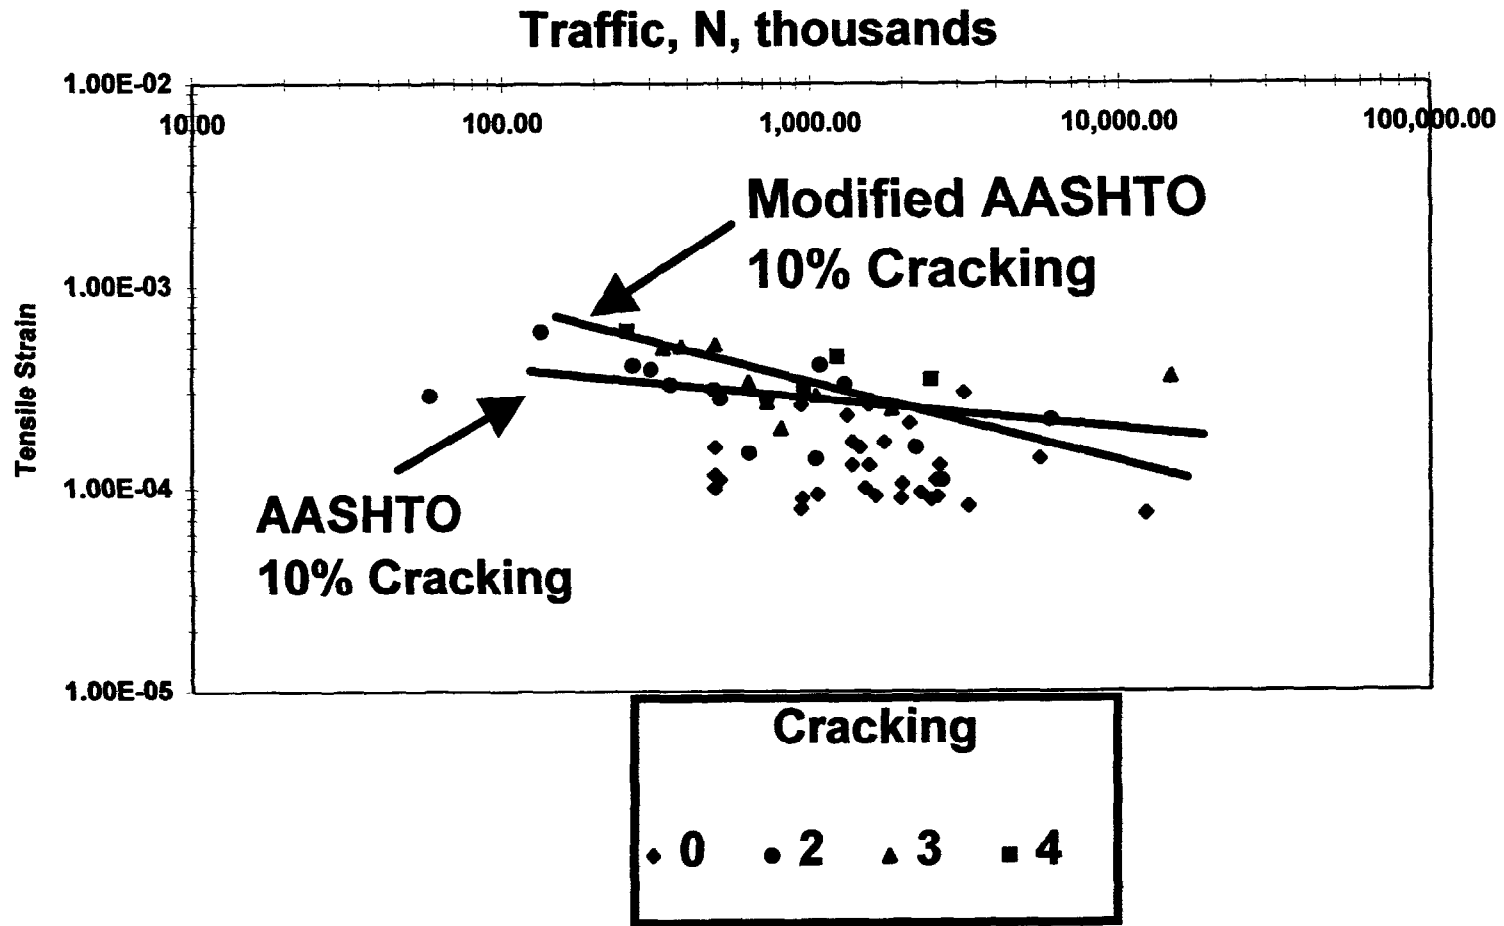 Traffic, N, thousands
1.00E-02
10.00 100.00 1,000.00 10,000.00 100,000.00
Modified AASHTO
10% Cracking
1.00E-03
Tensile Strain
1.00E-04
AASHTO
10% Cracking
1.00E-05
Cracking
0 2 3 4